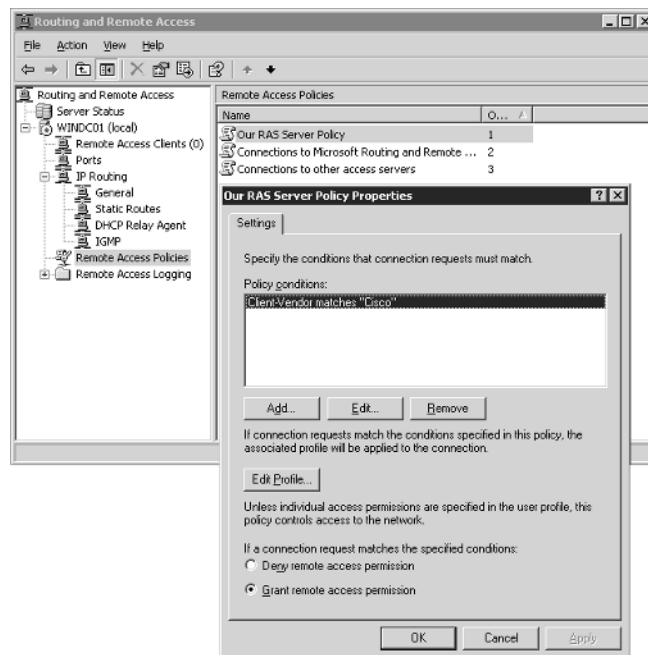 Routing and Remote Access
File Action View Help
Routing and Remote Access
Server Status
WINDC01 (local)
Remote Access Clients (0)
Ports
IP Routing
General
Static Routes
DHCP Relay Agent
IGMP
Remote Access Policies
Remote Access Logging
Remote Access Policies
Name O...
Our RAS Server Policy 1
Connections to Microsoft Routing and Remote ... 2
Connections to other access servers 3
Our RAS Server Policy Properties
Settings
Specify the conditions that connection requests must match.
Policy conditions:
Client-Vendor matches "Cisco"
Add... Edit... Remove
If connection requests match the conditions specified in this policy, the
associated profile will be applied to the connection.
Edit Profile...
Unless individual access permissions are specified in the user profile, this
policy controls access to the network.
If a connection request matches the specified conditions:
Deny remote access permission
Grant remote access permission
OK Cancel Apply